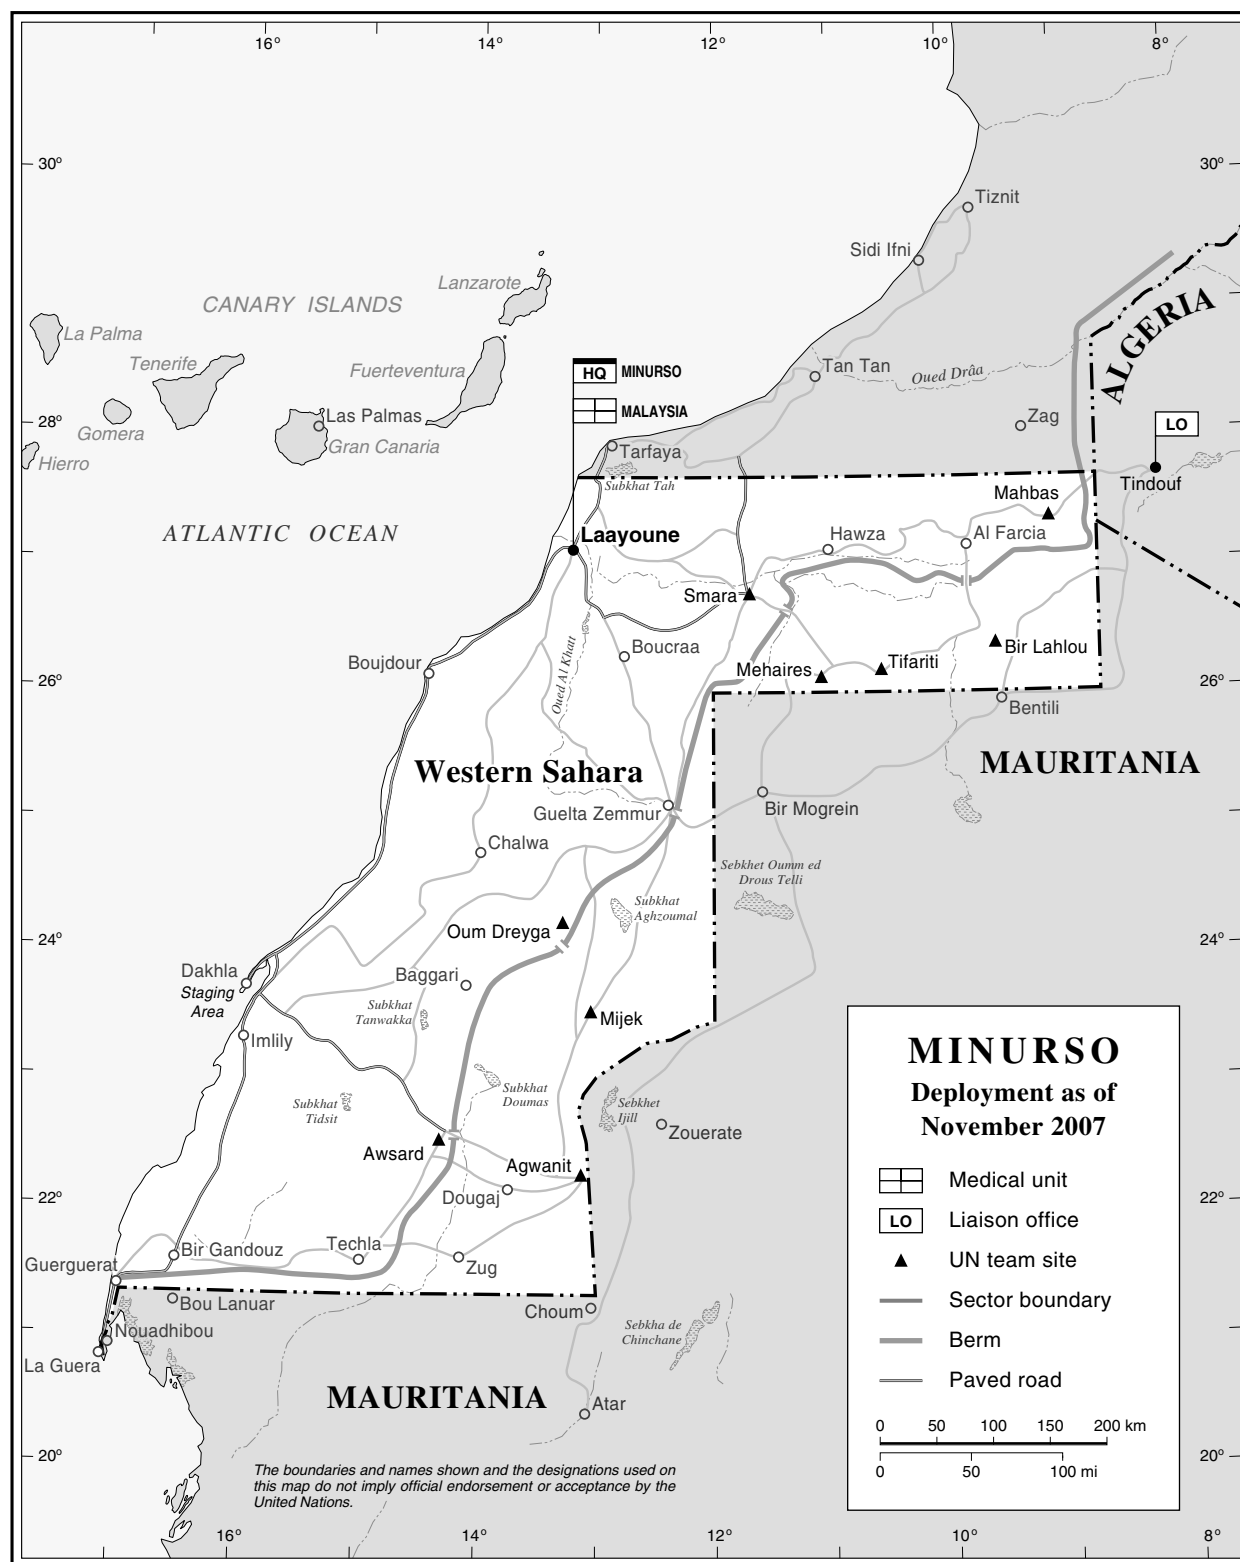 16° 14° 12° 10° 8°
30° 30°
Tiznit
Sidi Ifni
Lanzarote
CANARY ISLANDS
La Palma
Tenerife
Fuerteventura
ALGERIA
HQ MINURSO
Tan Tan
Oued Drâa
MALAYSIA
28°
Gomera
Las Palmas
Gran Canaria
Hierro
Zag
LO
Tarfaya
Subkhat Tah
Tindouf
Mahbas
ATLANTIC OCEAN
Laayoune
Hawza
Al Farcia
Smara
Boucraa
Bir Lahlou
Boujdour
Oued Al Khatt
Mehaires
Tifariti
26° 26°
Bentili
Western Sahara
MAURITANIA
Guelta Zemmur
Bir Mogrein
Chalwa
Sebkhet Oumm ed
Drous Telli
Subkhat
Aghzoumal
Oum Dreyga
24° 24°
Dakhla
Staging
Area
Baggari
Subkhat
Tanwakka
Mijek
Imlily
Subkhat
Tidsit
Subkhat
Doumas
Sebkhet
Ijill
Zouerate
Awsard
Agwanit
Dougaj
22° 22°
Techla
Bir Gandouz
Zug
Guerguerat
Bou Lanuar
Choum
Nouadhibou
La Guera
Sebkha de
Chinchane
MAURITANIA
Atar
20° 20°
MINURSO
Deployment as of
November 2007
Medical unit
LO Liaison office
UN team site
Sector boundary
Berm
Paved road
0 50 100 150 200 km
0 50 100 mi
The boundaries and names shown and the designations used on
this map do not imply official endorsement or acceptance by the
United Nations.
16° 14° 12° 10° 8°